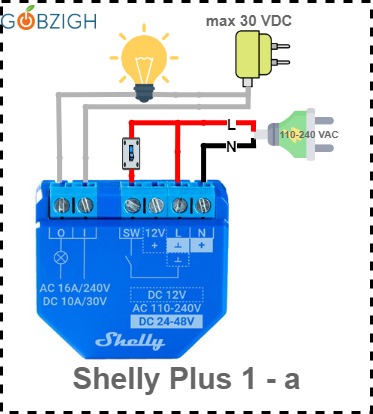 GOBZIGH
max 30 VDC
110-240 VAC
L
N
O I SW 12V L N
+ ⊥ +
⊥
AC 16A/240V
DC 10A/30V
DC 12V
AC 110-240V
DC 24-48V
Shelly
Shelly Plus 1 - a